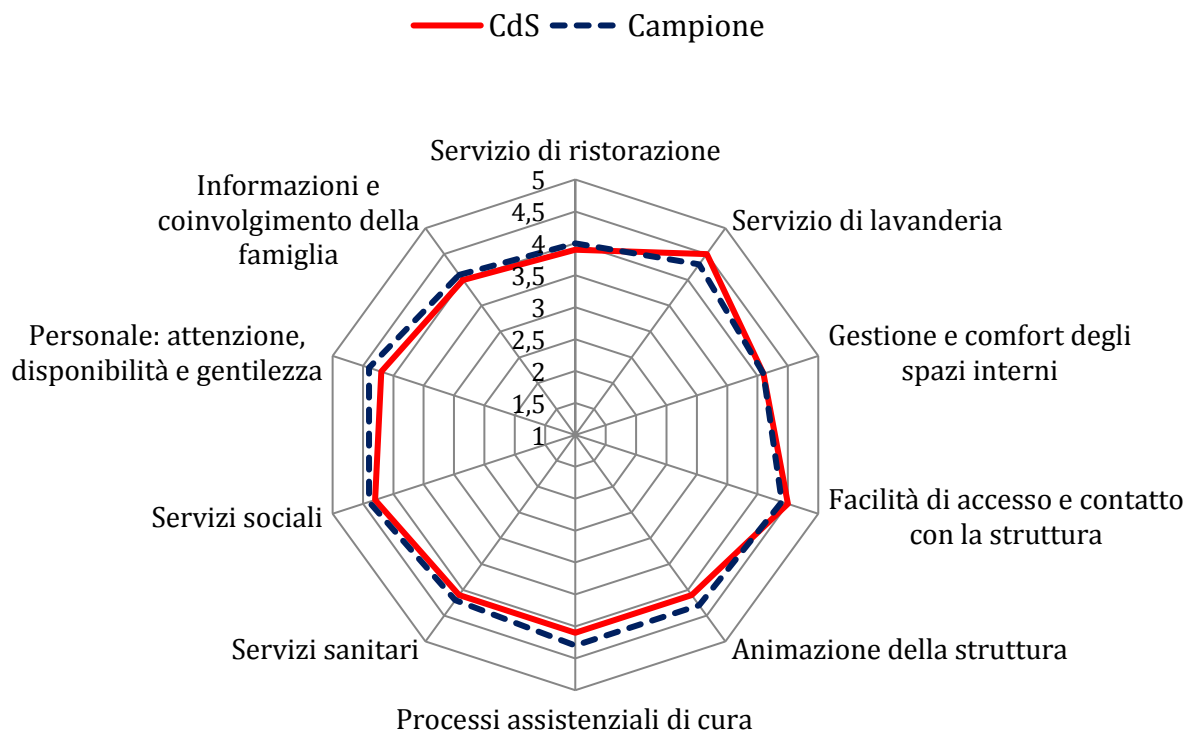 CdS Campione
Servizio di ristorazione
Informazioni e
coinvolgimento della
famiglia
Servizio di lavanderia
5
4,5
4
3,5
3
2,5
2
1,5
1
Personale: attenzione,
disponibilità e gentilezza
Gestione e comfort degli
spazi interni
Servizi sociali
Facilità di accesso e contatto
con la struttura
Servizi sanitari
Animazione della struttura
Processi assistenziali di cura